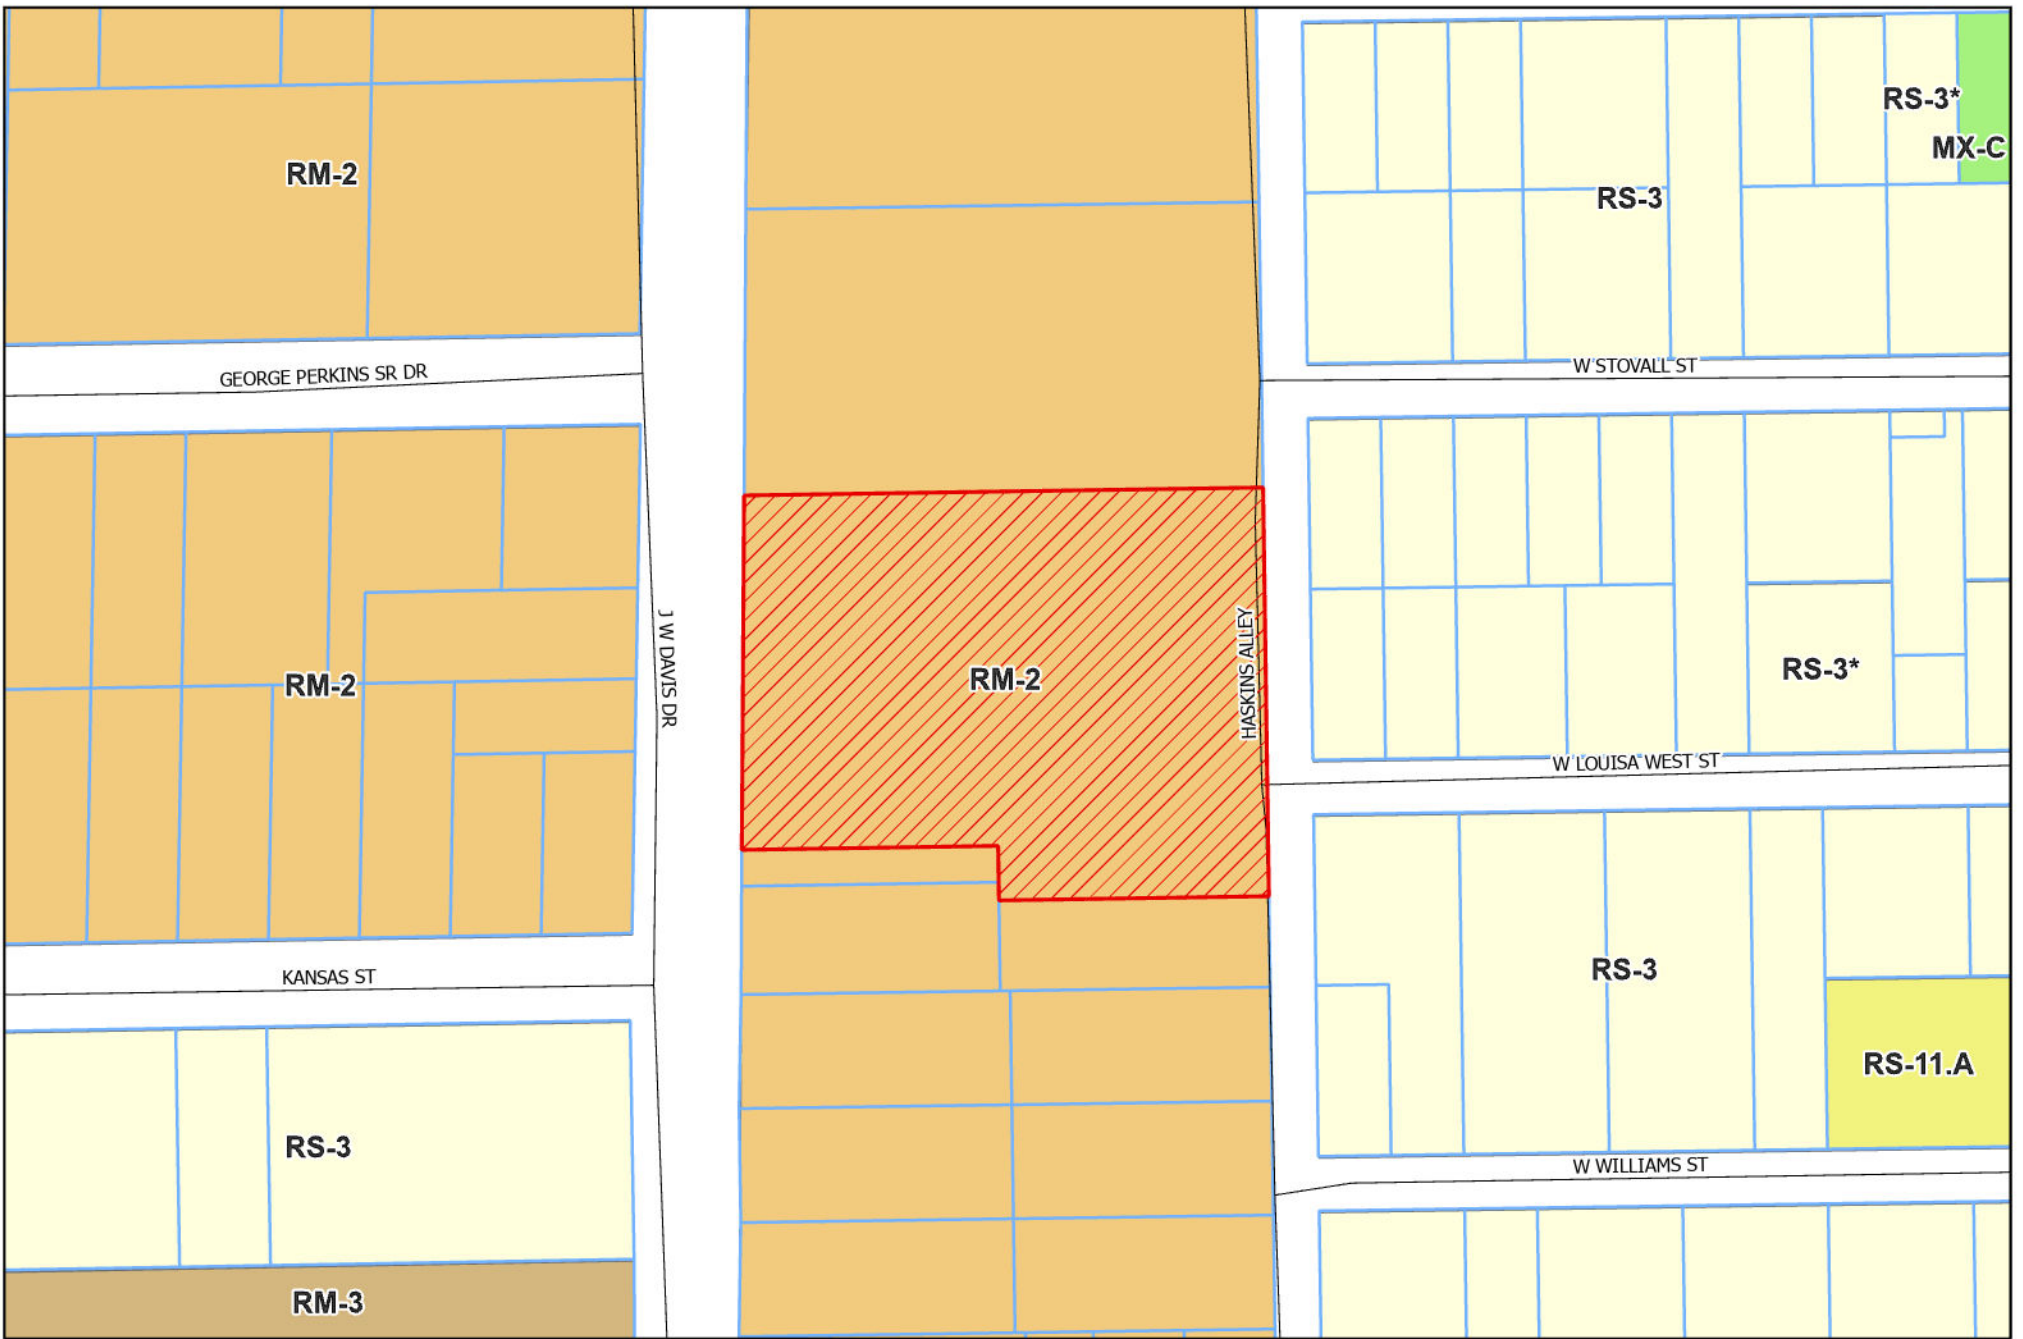 RS-3*
MX-C
RM-2
RS-3
GEORGE PERKINS SR DR
W STOVALL ST
J W DAVIS DR
RM-2
RM-2
HASKINS ALLEY
RS-3*
W LOUISA WEST ST
KANSAS ST
RS-3
RS-11.A
RS-3
W WILLIAMS ST
RM-3